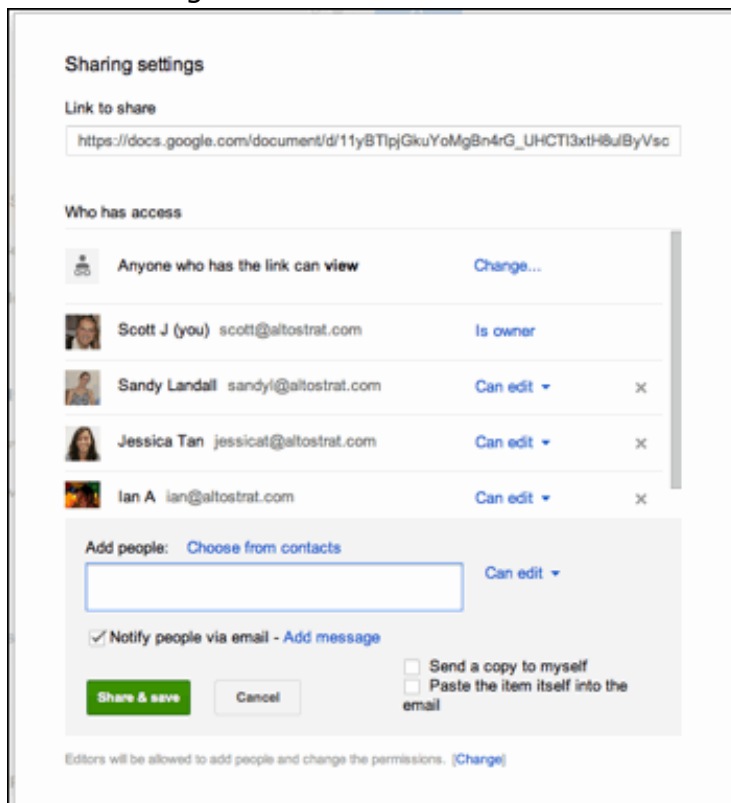 Sharing settings
Link to share
https://docs.google.com/document/d/11yBTlpjGkuYoMgBn4rG_UHCTl3xtH8ulByVsc
Who has access
Anyone who has the link can view Change...
Scott J (you) scott@altostrat.com Is owner
Sandy Landall sandyl@altostrat.com Can edit
Jessica Tan jessicat@altostrat.com Can edit
Ian A ian@altostrat.com Can edit
Add people: Choose from contacts
Can edit
Notify people via email - Add message
Send a copy to myself
Paste the item itself into the
email
Share & save Cancel
Editors will be allowed to add people and change the permissions. [Change]